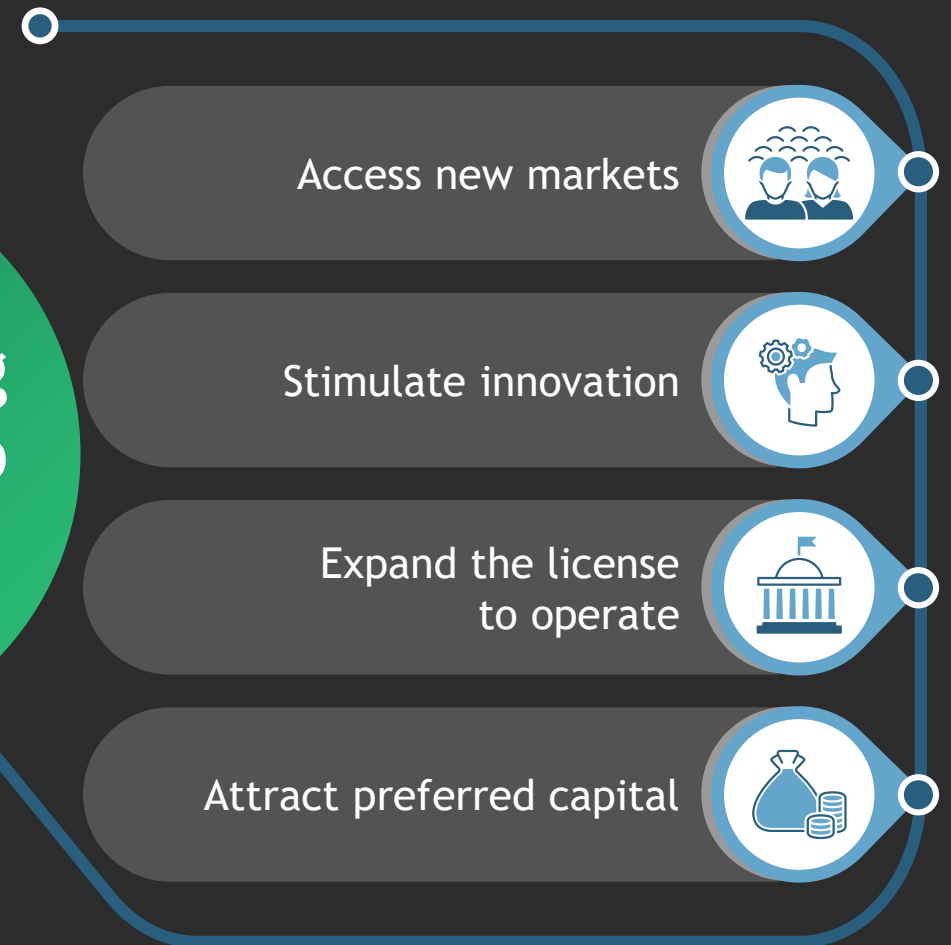 Access new markets
Stimulate innovation
Expand the license
to operate
Attract preferred capital